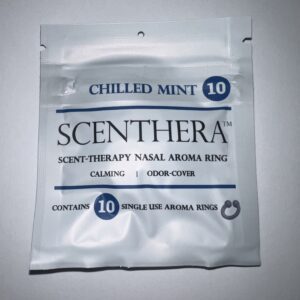 CHILLED MINT 10
SCENTHERA™
SCENT-THERAPY NASAL AROMA RING
CALMING | ODOR-COVER
CONTAINS 10 SINGLE USE AROMA RINGS